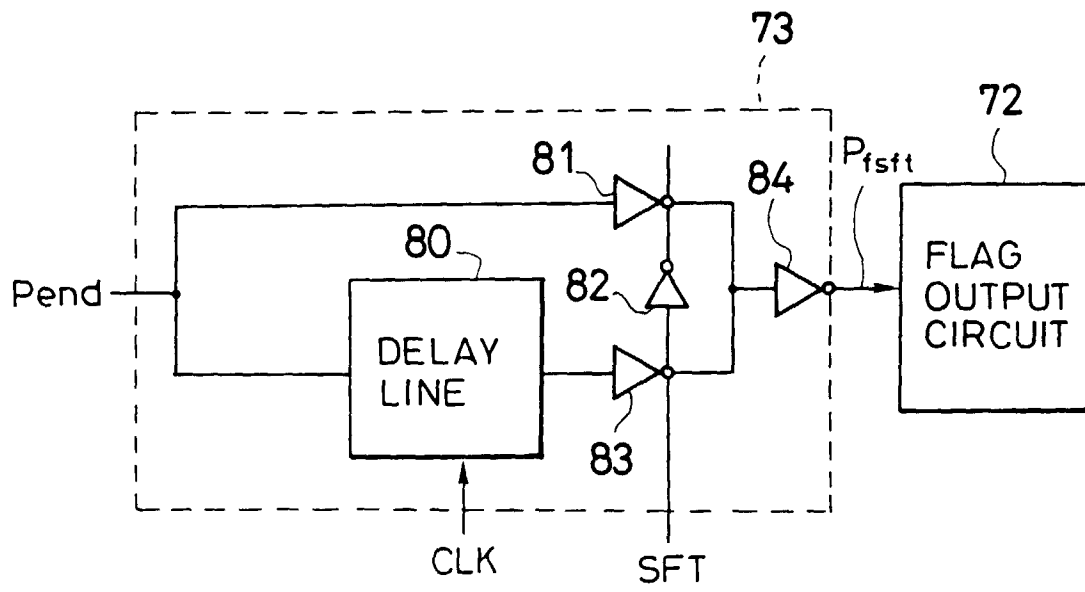 73
72
81
84
Pfsft
80
Pend
82
DELAY
LINE
83
FLAG
OUTPUT
CIRCUIT
CLK
SFT